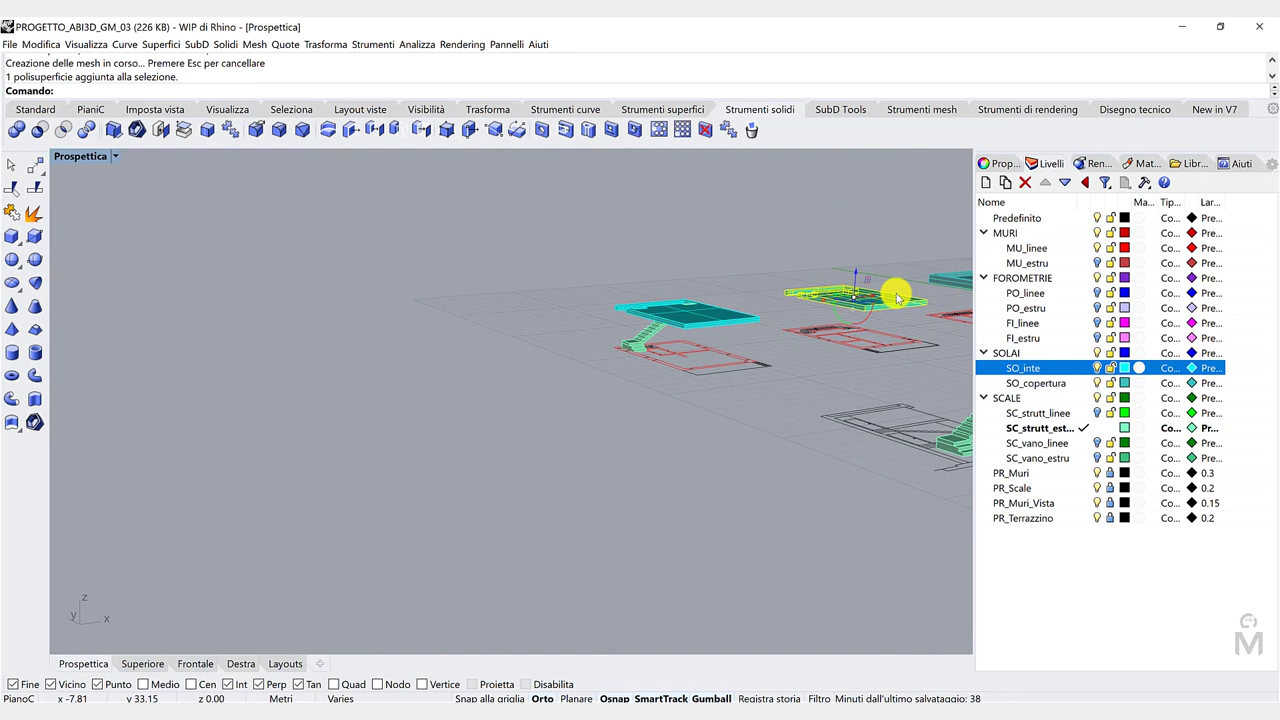 PROGETTO_ABI3D_GM_03 (226 KB) - WIP di Rhino - [Prospettica]
File Modifica Visualizza Curve Superfici SubD Solidi Mesh Quote Trasforma Strumenti Analizza Rendering Pannelli Aiuti
Creazione delle mesh in corso... Premere Esc per cancellare
1 polisuperficie aggiunta alla selezione.
Comando:
Standard PianiC Imposta vista Visualizza Seleziona Layout viste Visibilità Trasforma Strumenti curve Strumenti superfici Strumenti solidi SubD Tools Strumenti mesh Strumenti di rendering Disegno tecnico New in V7
Prospettica
Prop... Livelli Ren... Mat... Libr... Aiuti
Nome Ma... Tip... Lar...
Predefinito Co... Pre...
MURI Co... Pre...
MU_linee Co... Pre...
MU_estru Co... Pre...
FOROMETRIE Co... Pre...
PO_linee Co... Pre...
PO_estru Co... Pre...
FI_linee Co... Pre...
FI_estru Co... Pre...
SOLAI Co... Pre...
SO_inte Co... Pre...
SO_copertura Co... Pre...
SCALE Co... Pre...
SC_strutt_linee Co... Pre...
SC_strutt_est... Co... Pr...
SC_vano_linee Co... Pre...
SC_vano_estru Co... Pre...
PR_Muri Co... 0.3
PR_Scale Co... 0.2
PR_Muri_Vista Co... 0.15
PR_Terrazzino Co... 0.2
z
y x
M
Prospettica Superiore Frontale Destra Layouts
Fine Vicino Punto Medio Cen Int Perp Tan Quad Nodo Vertice Proietta Disabilita
PianoC x -7.81 y 33.15 z 0.00 Metri Varies Snap alla griglia Orto Planare Osnap SmartTrack Gumball Registra storia Filtro Minuti dall'ultimo salvataggio: 38